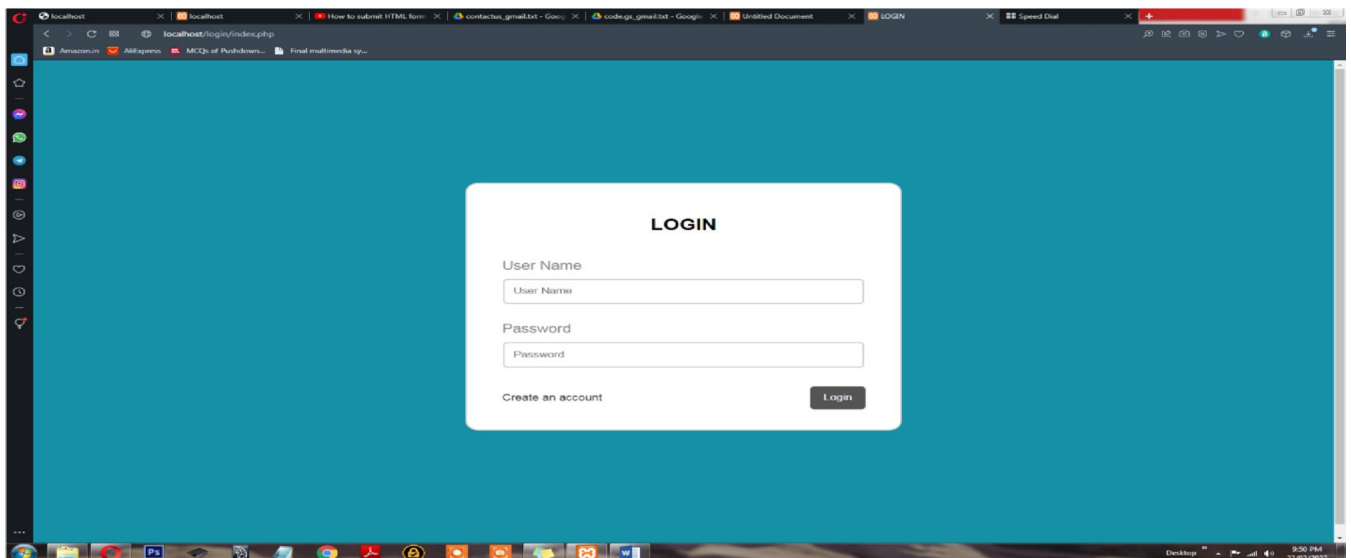 localhost
localhost
How to submit HTML form
contactus_gmail.txt - Goog
code.gs_gmail.txt - Google
Untitled Document
LOGIN
Speed Dial
localhost/login/index.php
Amazon.in
AliExpress
MCQs of Pushdown...
Final multimedia sy...
LOGIN
User Name
User Name
Password
Password
Create an account
Login
Ps
W
Desktop
9:50 PM